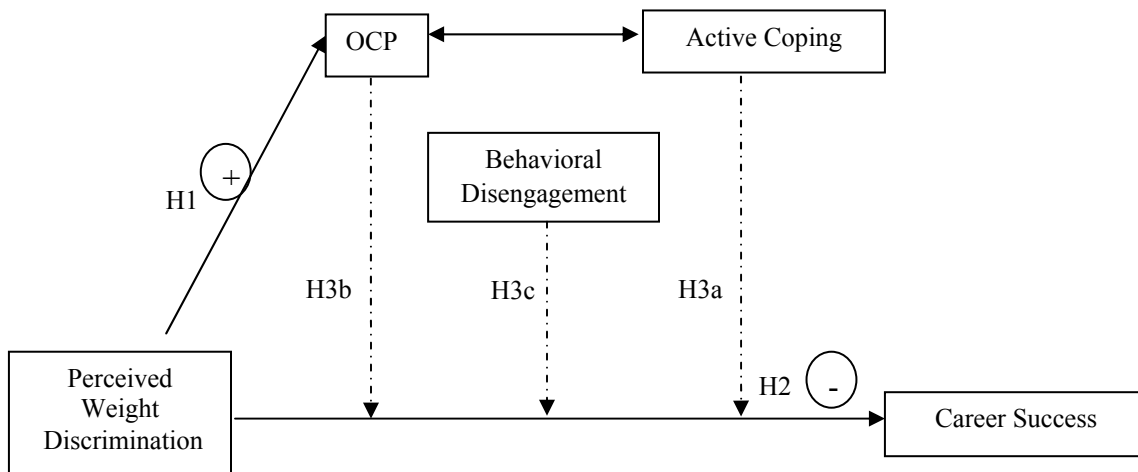 OCP
Active Coping
Behavioral
Disengagement
+
H1
H3b
H3c
H3a
H2
-
Perceived
Weight
Discrimination
Career Success